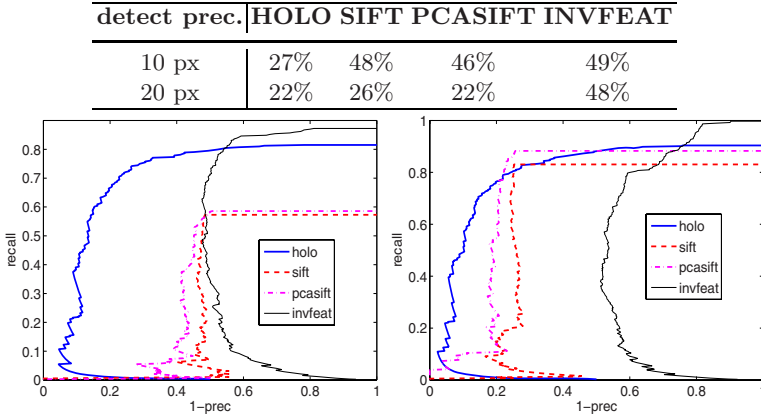 detect prec. HOLO SIFT PCASIFT INVFEAT
10 px 27% 48% 46% 49%
20 px 22% 26% 22% 48%
0.8
0.7
0.6
0.5
0.4
0.3
0.2
0.1
0
recall
0 0.2 0.4 0.6 0.8 1
1-prec
holo
sift
pcasift
invfeat
1
0.8
0.6
0.4
0.2
0
recall
0 0.2 0.4 0.6 0.8 1
1-prec
holo
sift
pcasift
invfeat